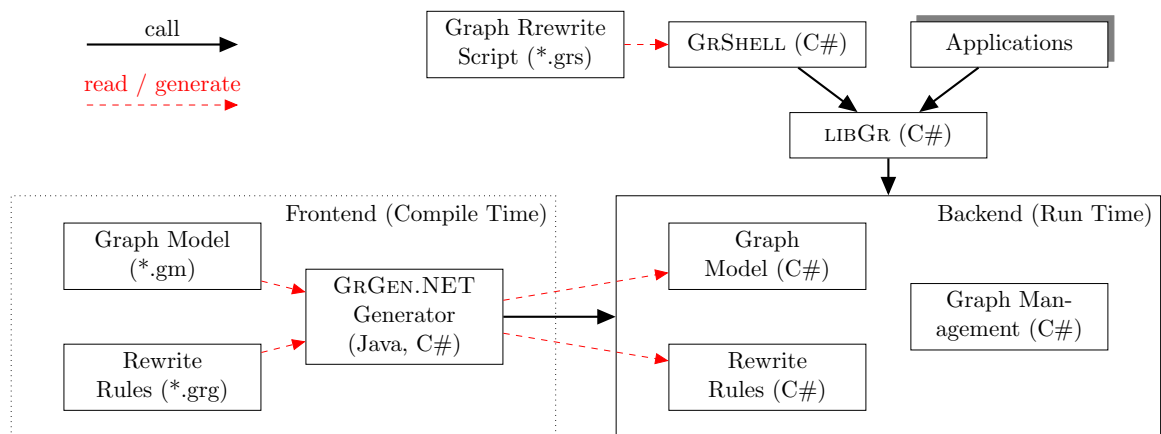 call
read / generate
Graph Rrewrite
Script (*.grs)
GRSHELL (C#)
Applications
LIBGR (C#)
Frontend (Compile Time)
Graph Model
(*.gm)
GRGEN.NET
Generator
(Java, C#)
Rewrite
Rules (*.grg)
Backend (Run Time)
Graph
Model (C#)
Graph Man-
agement (C#)
Rewrite
Rules (C#)